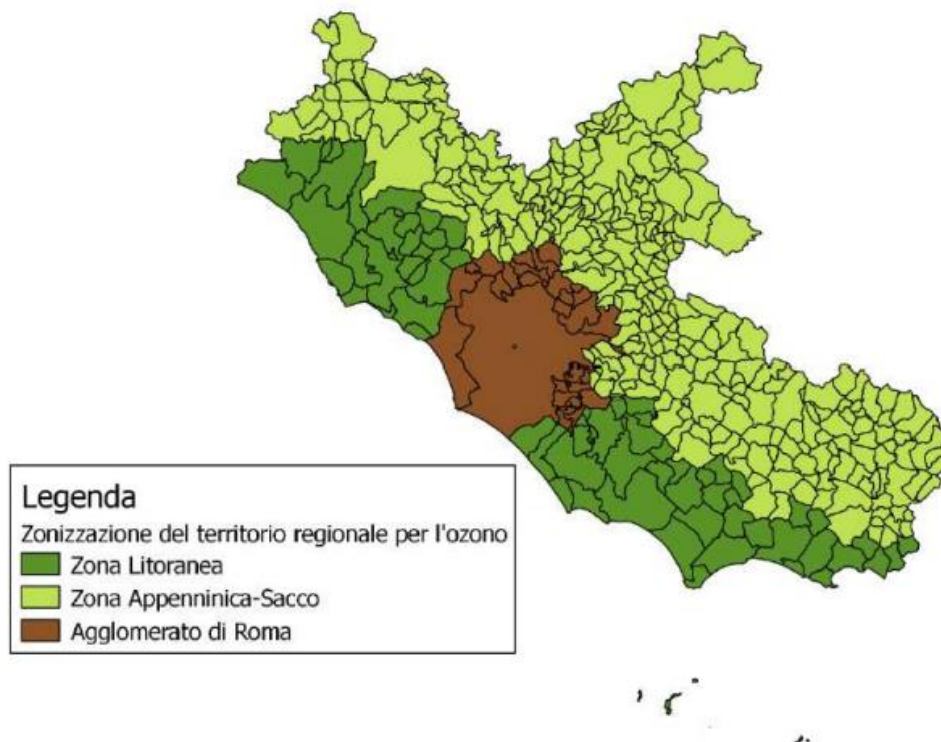 Legenda
Zonizzazione del territorio regionale per l'ozono
Zona Litoranea
Zona Appenninica-Sacco
Agglomerato di Roma